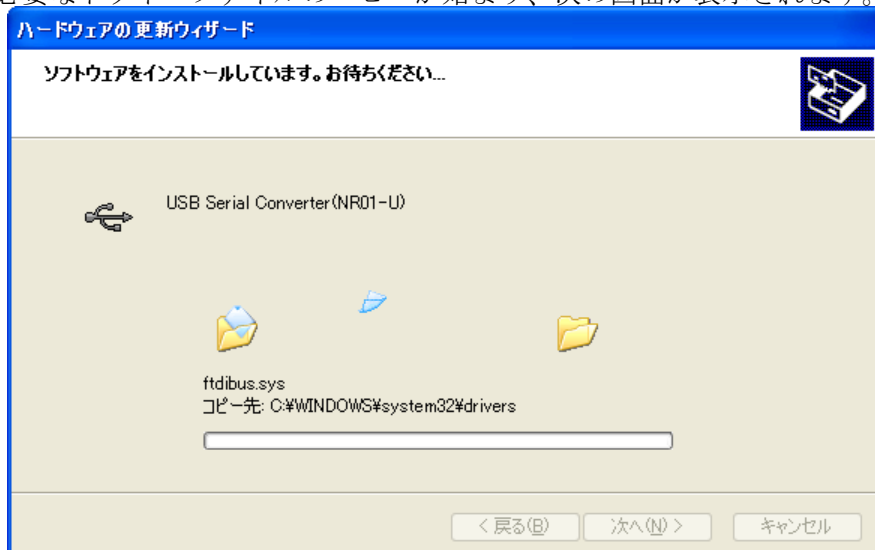 ハードウェアの更新ウィザード
ソフトウェアをインストールしています。お待ちください...
USB Serial Converter(NR01-U)
ftdibus.sys
コピー先: C:¥WINDOWS¥system32¥drivers
< 戻る(B) 次へ(N) > キャンセル